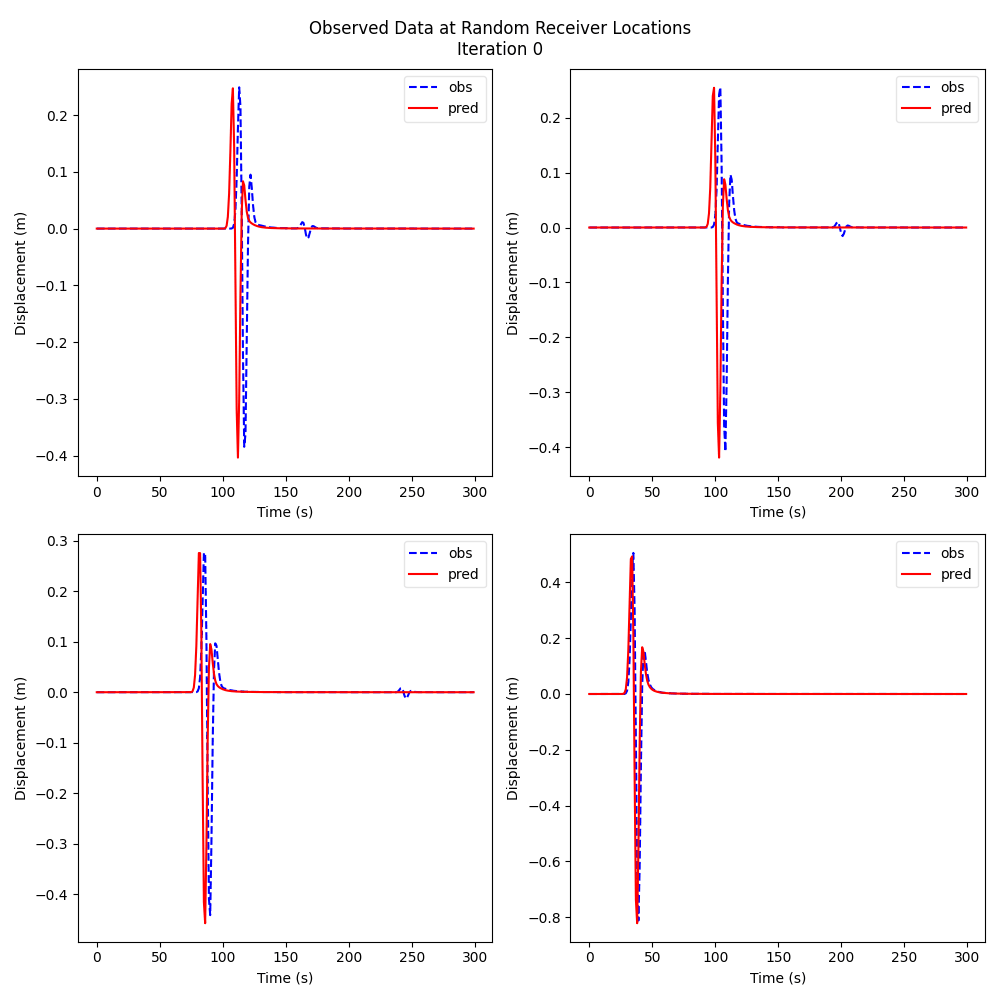 Observed Data at Random Receiver Locations
Iteration 0
obs
pred
0.2
0.1
0.0
−0.1
−0.2
−0.3
−0.4
Displacement (m)
0 50 100 150 200 250 300
Time (s)
obs
pred
0.2
0.1
0.0
−0.1
−0.2
−0.3
−0.4
Displacement (m)
0 50 100 150 200 250 300
Time (s)
obs
pred
0.3
0.2
0.1
0.0
−0.1
−0.2
−0.3
−0.4
Displacement (m)
0 50 100 150 200 250 300
Time (s)
obs
pred
0.4
0.2
0.0
−0.2
−0.4
−0.6
−0.8
Displacement (m)
0 50 100 150 200 250 300
Time (s)